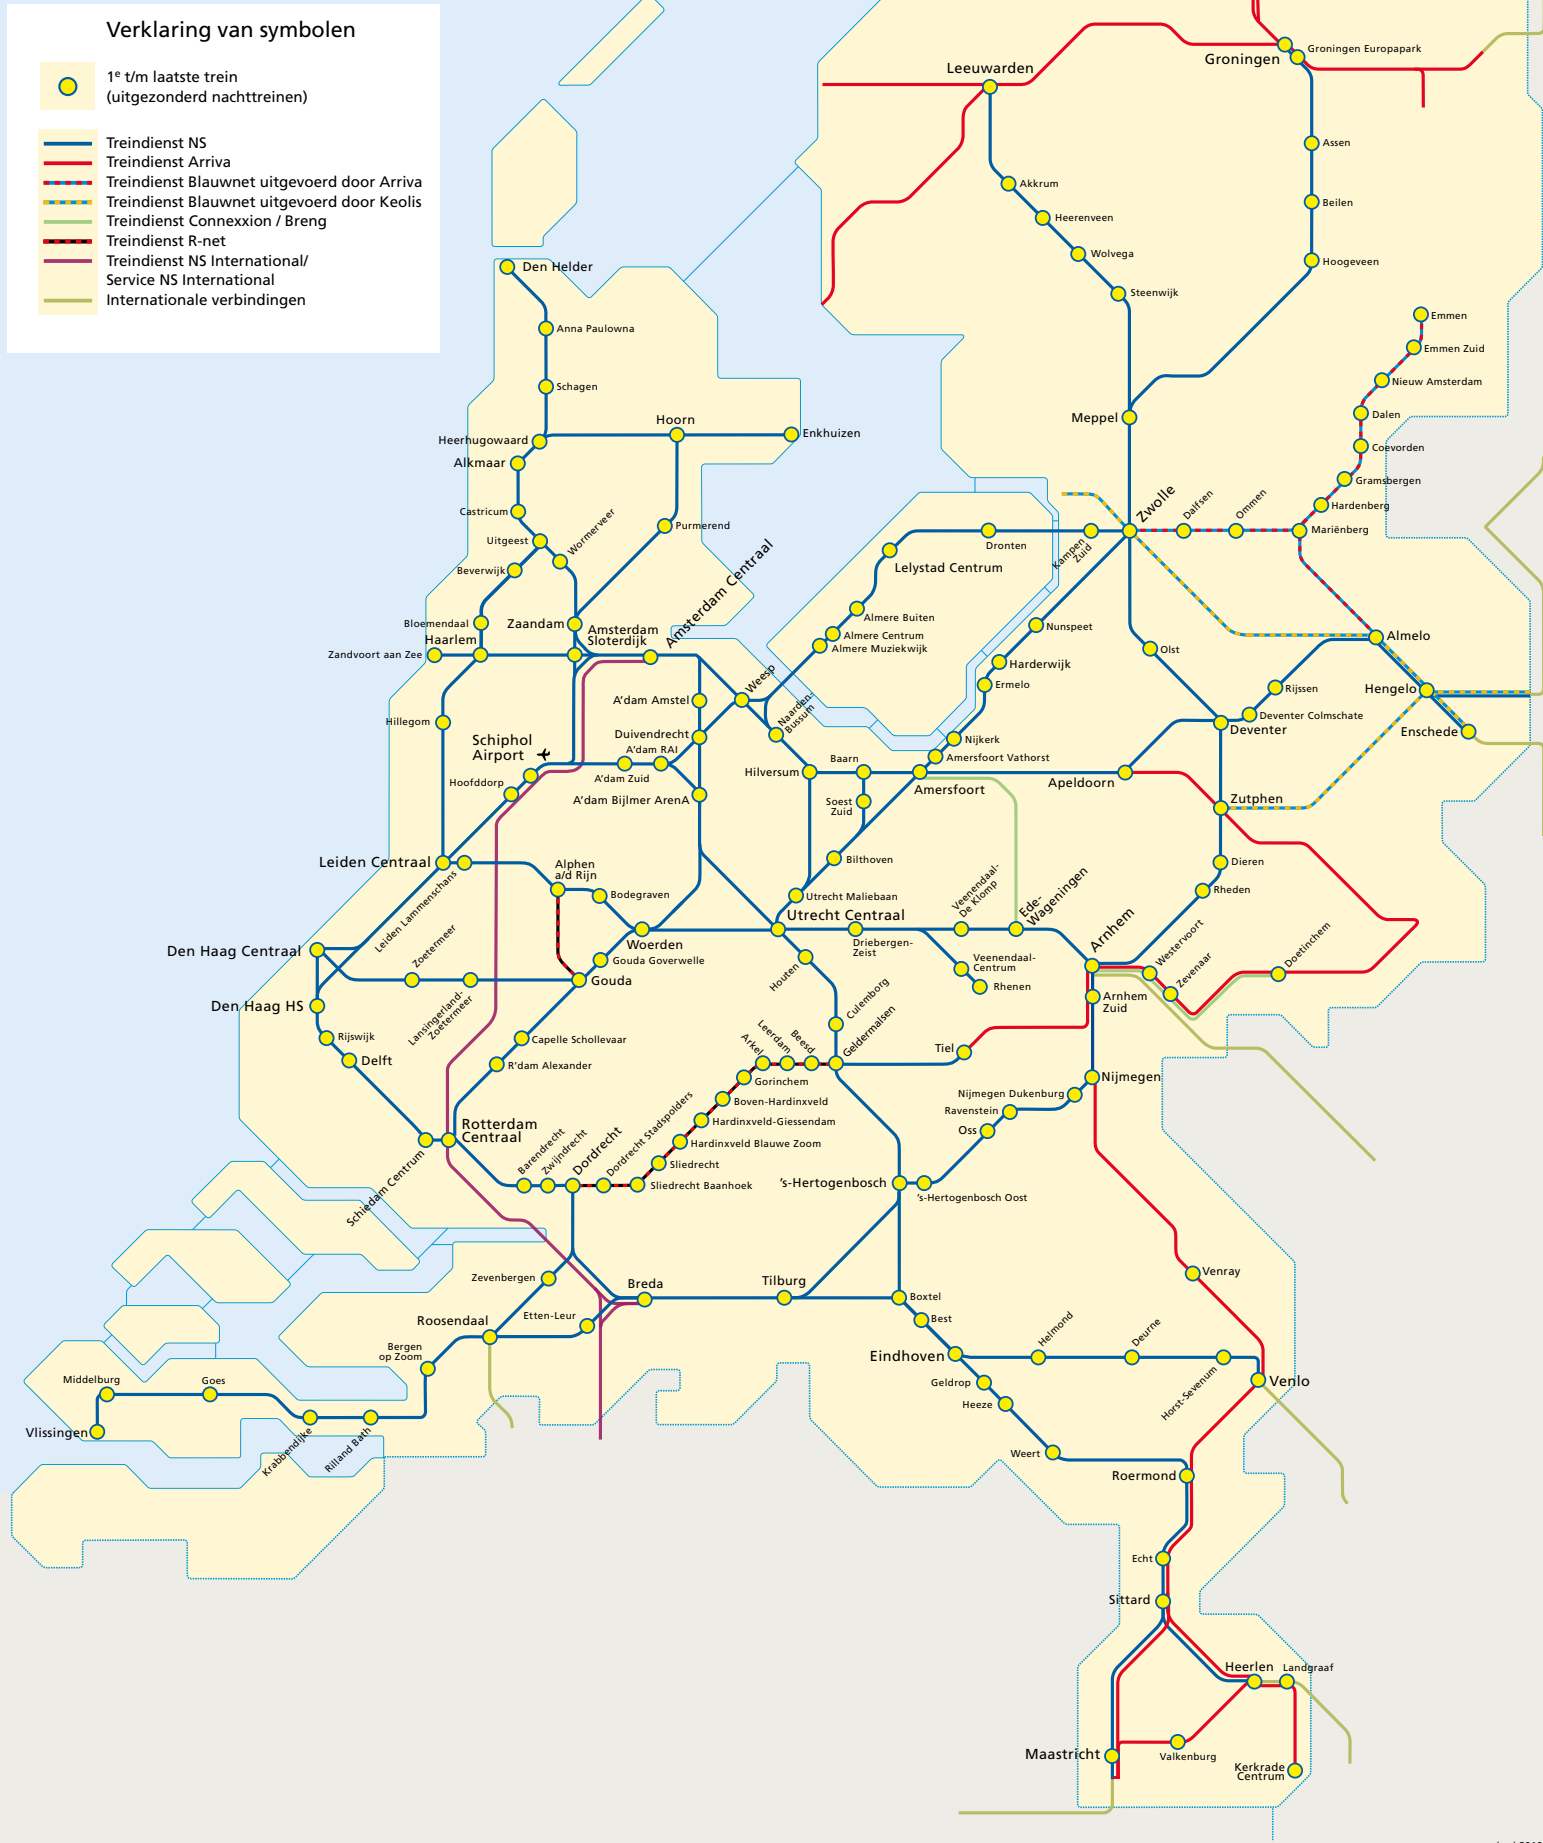 Verklaring van symbolen
1e t/m laatste trein
(uitgezonderd nachttreinen)
Treindienst NS
Treindienst Arriva
Treindienst Blauwnet uitgevoerd door Arriva
Treindienst Blauwnet uitgevoerd door Keolis
Treindienst Connexxion / Breng
Treindienst R-net
Treindienst NS International/
Service NS International
Internationale verbindingen
Groningen Europapark
Groningen
Leeuwarden
Assen
Akkrum
Beilen
Heerenveen
Wolvega
Hoogeveen
Den Helder
Steenwijk
Emmen
Anna Paulowna
Emmen Zuid
Nieuw Amsterdam
Schagen
Dalen
Meppel
Hoorn
Enkhuizen
Heerhugowaard
Coevorden
Alkmaar
Gramsbergen
Hardenberg
Castricum
Zwolle
Dalfsen
Ommen
Mariënberg
Purmerend
Wormerveer
Uitgeest
Dronten
Kampen
Zuid
Lelystad Centrum
Beverwijk
Almere Buiten
Bloemendaal
Zaandam
Amsterdam
Sloterdijk
Amsterdam Centraal
Almere Centrum
Almere Muziekwijk
Nunspeet
Almelo
Haarlem
Zandvoort aan Zee
Olst
Harderwijk
Ermelo
Rijssen
Hengelo
Weesp
A'dam Amstel
Naarden-
Bussum
Deventer Colmschate
Deventer
Enschede
Hillegom
Duivendrecht
Schiphol
Airport
A'dam RAI
Nijkerk
Amersfoort Vathorst
Baarn
Hilversum
A'dam Zuid
Hoofddorp
Amersfoort
Apeldoorn
A'dam Bijlmer ArenA
Soest
Zuid
Zutphen
Leiden Centraal
Alphen
a/d Rijn
Bilthoven
Dieren
Leiden Lammenschans
Bodegraven
Utrecht Maliebaan
Veenendaal-
De Klomp
Ede-
Wageningen
Rheden
Utrecht Centraal
Den Haag Centraal
Zoetermeer
Woerden
Driebergen-
Zeist
Arnhem
Westervoort
Doetinchem
Gouda Goverwelle
Houten
Veenendaal-
Centrum
Zevenaar
Gouda
Rhenen
Den Haag HS
Lansingerland-
Zoetermeer
Culemborg
Arnhem
Zuid
Rijswijk
Capelle Schollevaar
Arkel
Leerdam
Beesd
Geldermalsen
Tiel
Delft
R'dam Alexander
Gorinchem
Nijmegen
Nijmegen Dukenburg
Boven-Hardinxveld
Ravenstein
Hardinxveld-Giessendam
Oss
Rotterdam
Centraal
Hardinxveld Blauwe Zoom
Barendrecht
Zwijndrecht
Dordrecht
Dordrecht Stadspolders
Sliedrecht
Sliedrecht Baanhoek
's-Hertogenbosch
's-Hertogenbosch Oost
Schiedam Centrum
Zevenbergen
Breda
Tilburg
Venray
Boxtel
Etten-Leur
Best
Roosendaal
Bergen
op Zoom
Helmond
Deurne
Eindhoven
Middelburg
Goes
Geldrop
Horst-Sevenum
Venlo
Heeze
Vlissingen
Krabbendijke
Rilland Bath
Weert
Roermond
Echt
Sittard
Heerlen
Landgraaf
Maastricht
Valkenburg
Kerkrade
Centrum